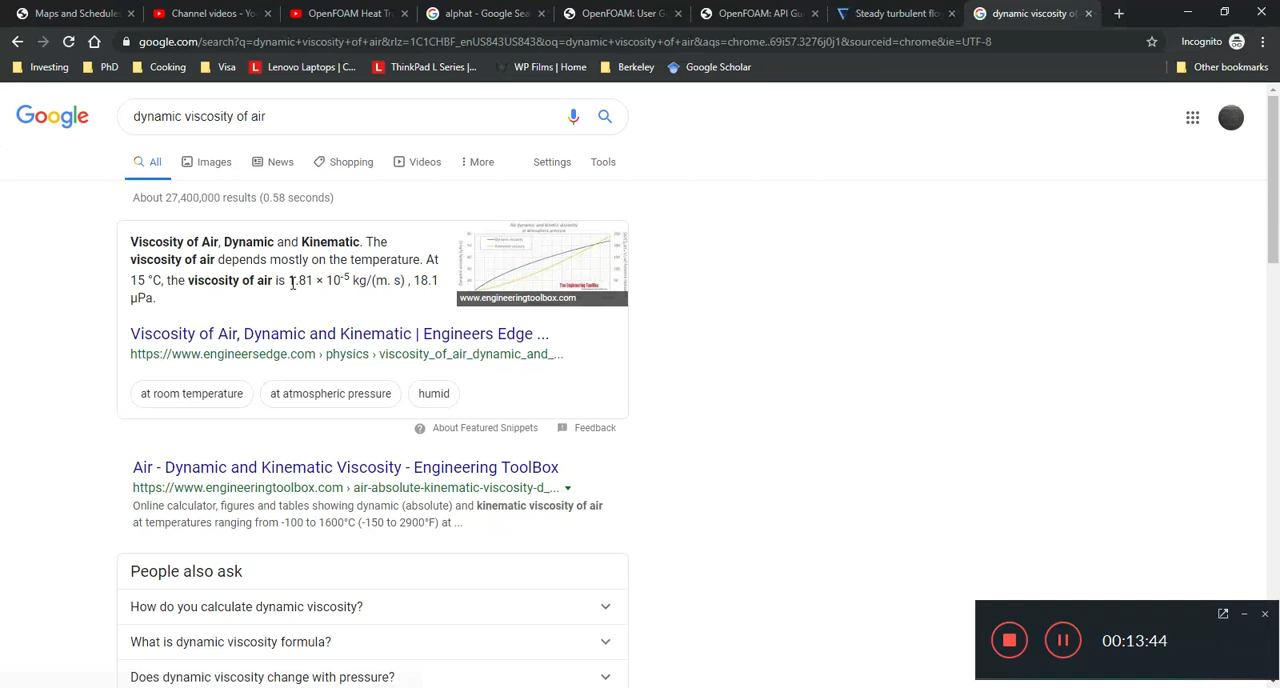 Maps and Schedules
Channel videos - Yo
OpenFOAM Heat Tr
alphat - Google Sea
OpenFOAM: User G
OpenFOAM: API Gu
Steady turbulent flo
dynamic viscosity of
google.com/search?q=dynamic+viscosity+of+air&rlz=1C1CHBF_enUS843US843&oq=dynamic+viscosity+of+air&aqs=chrome..69i57.3276j0j1&sourceid=chrome&ie=UTF-8
Incognito
Investing
PhD
Cooking
Visa
Lenovo Laptops | C...
ThinkPad L Series |...
WP Films | Home
Berkeley
Google Scholar
Other bookmarks
Google
dynamic viscosity of air
All
Images
News
Shopping
Videos
More
Settings
Tools
About 27,400,000 results (0.58 seconds)
Viscosity of Air, Dynamic and Kinematic. The
viscosity of air depends mostly on the temperature. At
15 °C, the viscosity of air is 1.81 × 10-5 kg/(m. s) , 18.1
μPa.
www.engineeringtoolbox.com
Viscosity of Air, Dynamic and Kinematic | Engineers Edge ...
https://www.engineersedge.com › physics › viscosity_of_air_dynamic_and_...
at room temperature
at atmospheric pressure
humid
About Featured Snippets
Feedback
Air - Dynamic and Kinematic Viscosity - Engineering ToolBox
https://www.engineeringtoolbox.com › air-absolute-kinematic-viscosity-d_...
Online calculator, figures and tables showing dynamic (absolute) and kinematic viscosity of air
at temperatures ranging from -100 to 1600°C (-150 to 2900°F) at ...
People also ask
How do you calculate dynamic viscosity?
What is dynamic viscosity formula?
Does dynamic viscosity change with pressure?
00:13:44